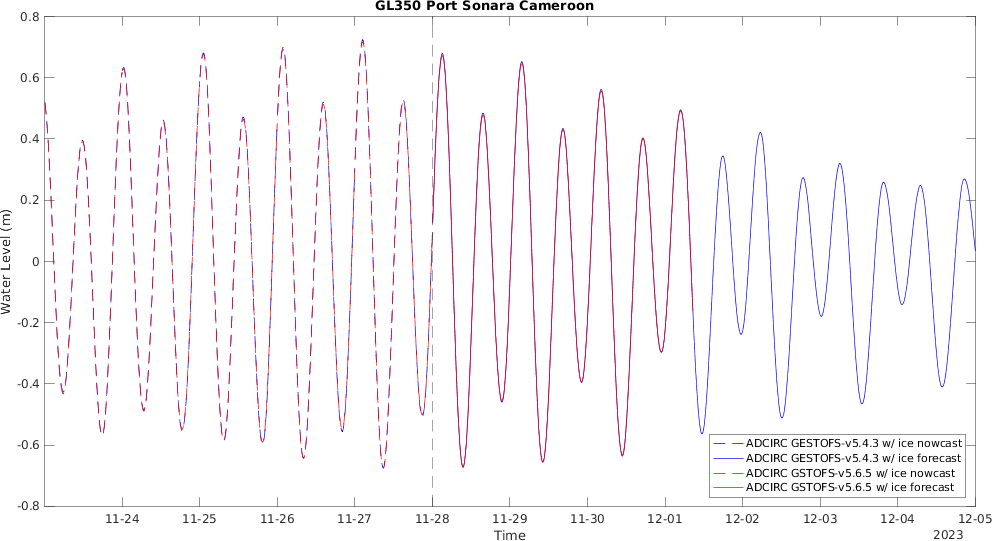 GL350 Port Sonara Cameroon
0.8
0.6
0.4
0.2
0
-0.2
-0.4
-0.6
-0.8
Water Level (m)
ADCIRC GESTOFS-v5.4.3 w/ ice nowcast
ADCIRC GESTOFS-v5.4.3 w/ ice forecast
ADCIRC GSTOFS-v5.6.5 w/ ice nowcast
ADCIRC GSTOFS-v5.6.5 w/ ice forecast
11-24 11-25 11-26 11-27 11-28 11-29 11-30 12-01 12-02 12-03 12-04 12-05
Time
2023